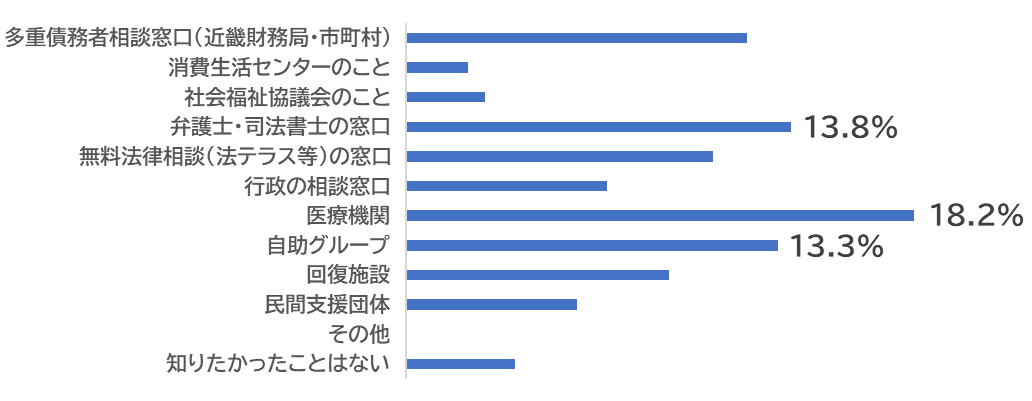 多重債務者相談窓口(近畿財務局・市町村)
消費生活センターのこと
社会福祉協議会のこと
弁護士・司法書士の窓口 13.8%
無料法律相談(法テラス等)の窓口
行政の相談窓口
医療機関 18.2%
自助グループ 13.3%
回復施設
民間支援団体
その他
知りたかったことはない